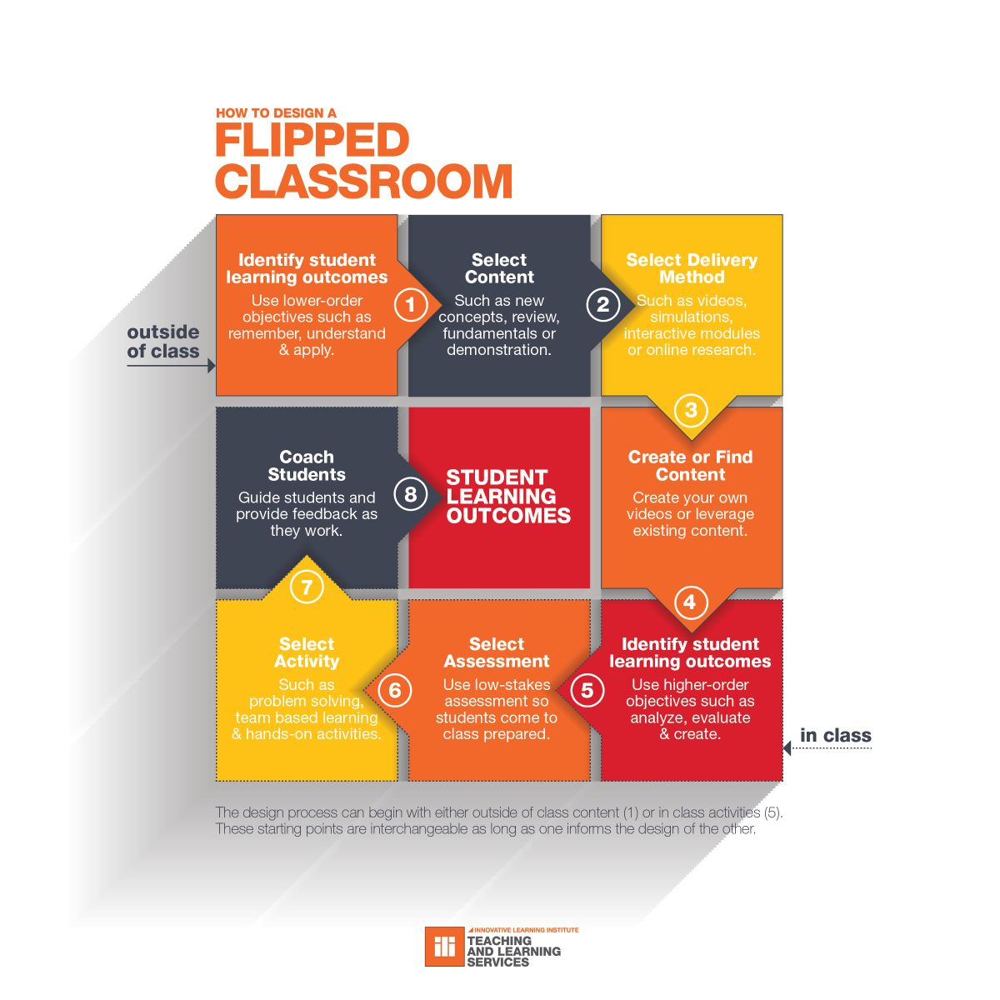 HOW TO DESIGN A
FLIPPED
CLASSROOM
outside
of class
Identify student
learning outcomes
Use lower-order
objectives such as
remember, understand
& apply.
1
Select
Content
Such as new
concepts, review,
fundamentals or
demonstration.
2
Select Delivery
Method
Such as videos,
simulations,
interactive modules
or online research.
3
Create or Find
Content
Create your own
videos or leverage
existing content.
4
Identify student
learning outcomes
Use higher-order
objectives such as
analyze, evaluate
& create.
in class
5
Select
Assessment
Use low-stakes
assessment so
students come to
class prepared.
6
Select
Activity
Such as
problem solving,
team based learning
& hands-on activities.
7
Coach
Students
Guide students and
provide feedback as
they work.
8
STUDENT
LEARNING
OUTCOMES
The design process can begin with either outside of class content (1) or in class activities (5).
These starting points are interchangeable as long as one informs the design of the other.
ili
INNOVATIVE LEARNING INSTITUTE
TEACHING
AND LEARNING
SERVICES